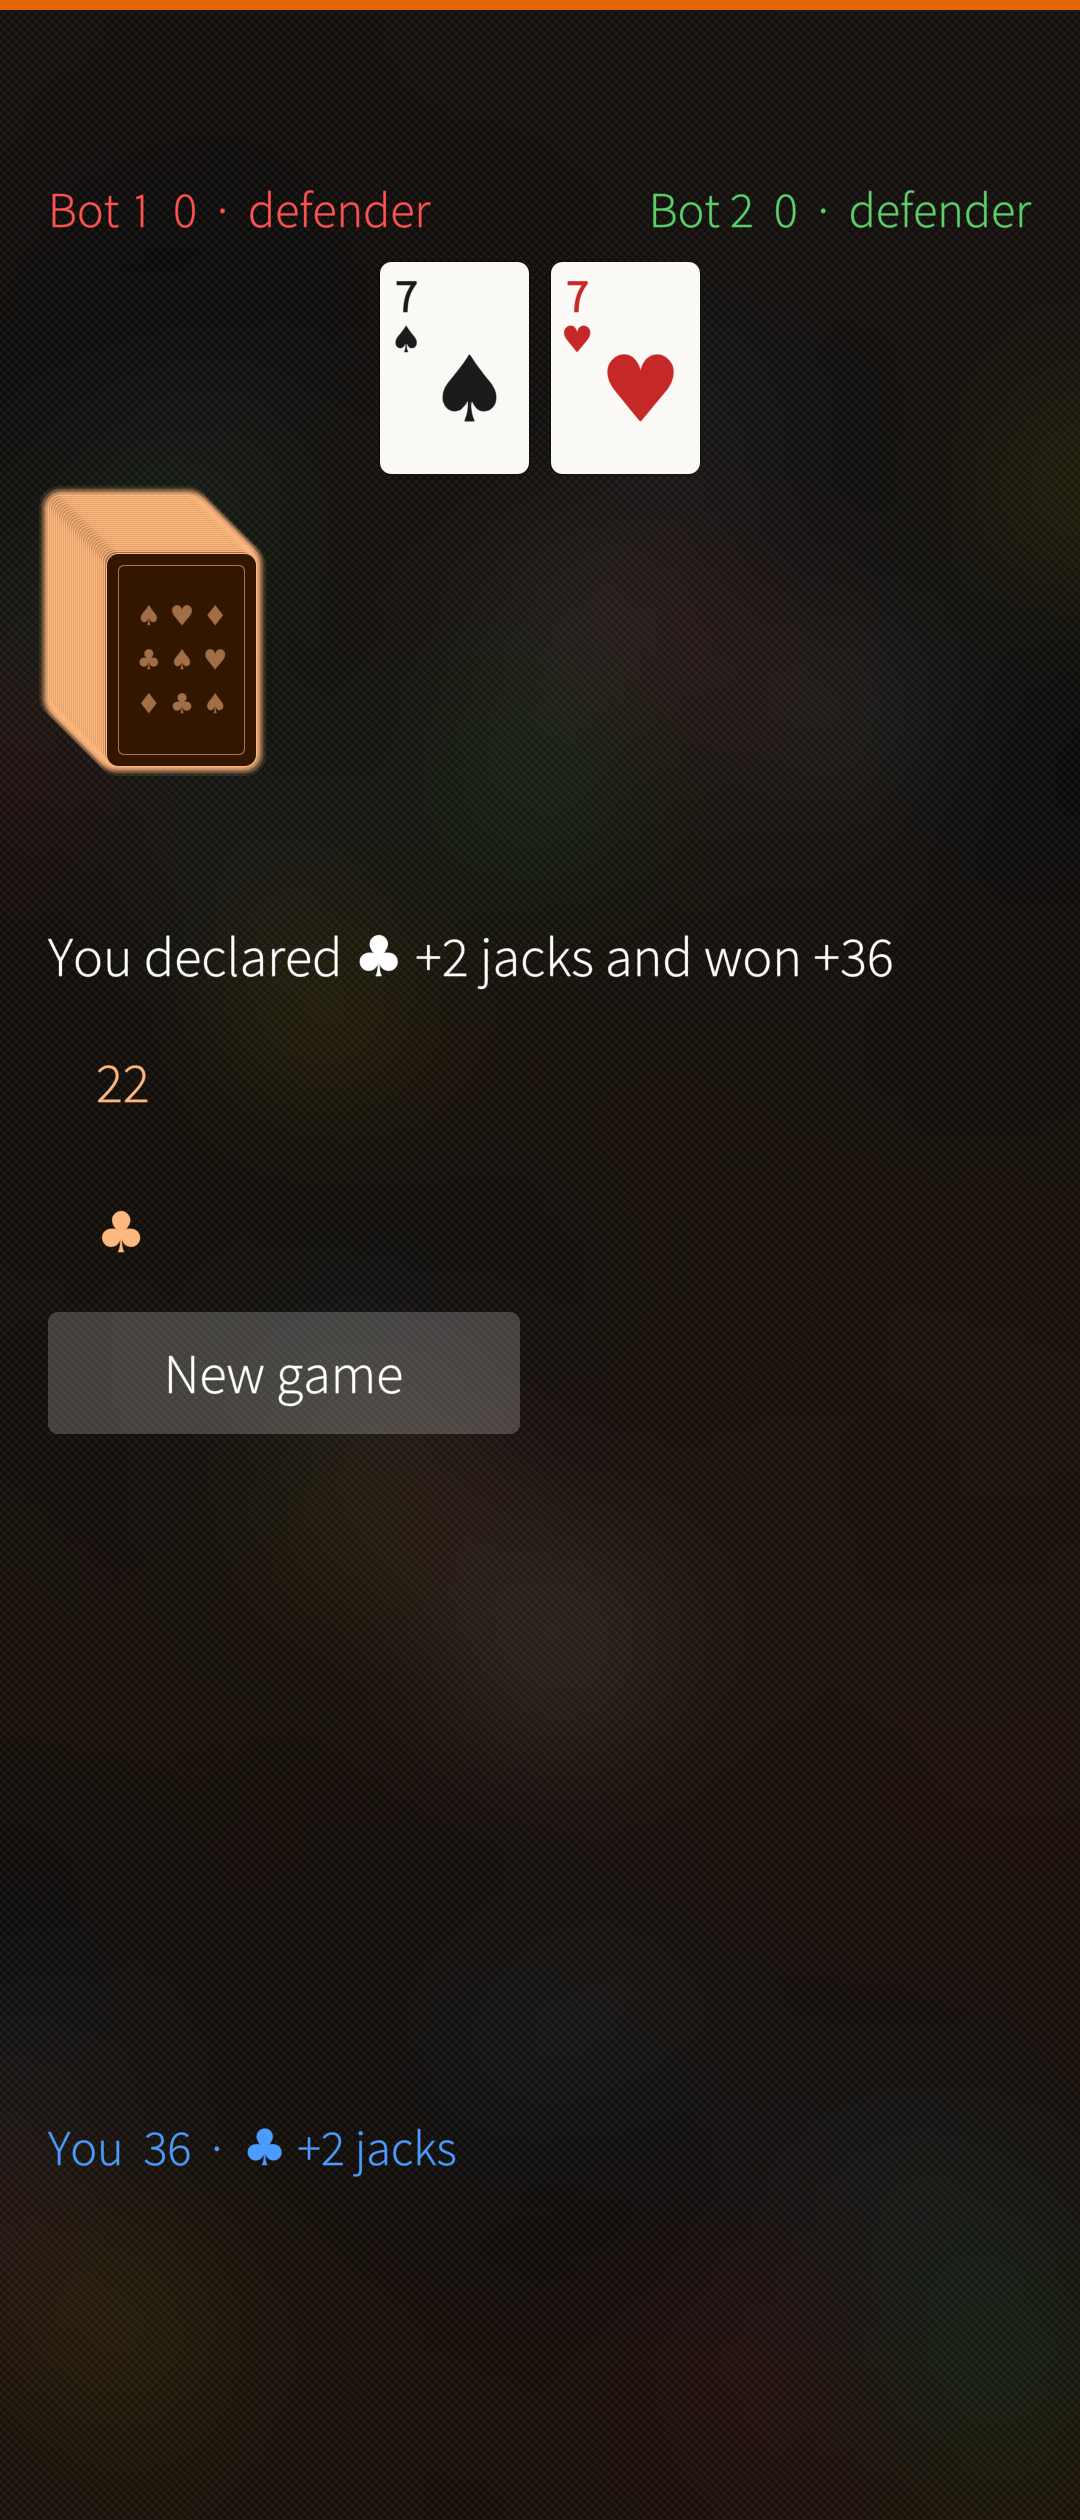 Bot 1 0 · defender
Bot 2 0 · defender
7♠ ♠
7♥ ♥
♠ ♥ ♦
♣ ♠ ♥
♦ ♣ ♠
You declared ♣ +2 jacks and won +36
22
♣
New game
You 36 · ♣ +2 jacks